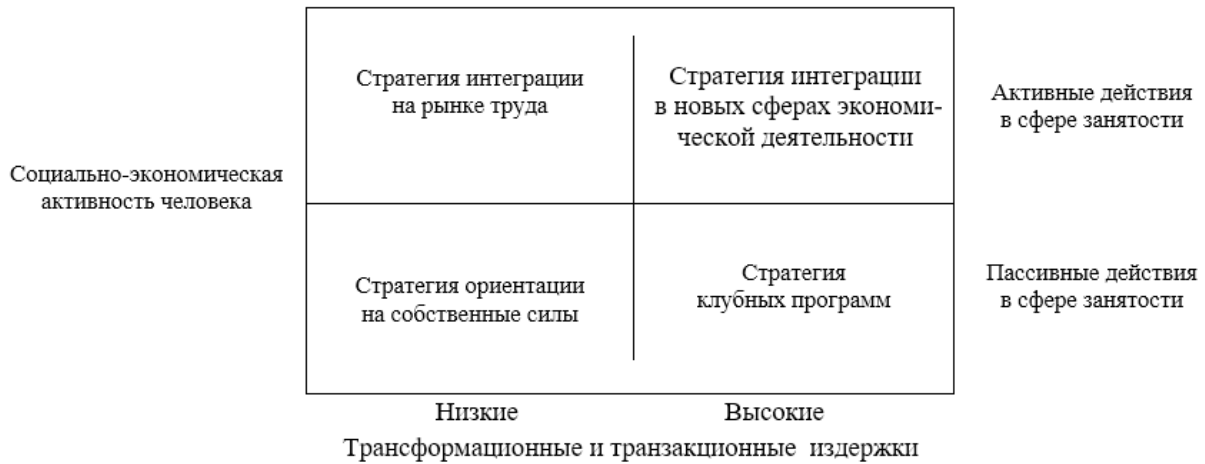 Стратегия интеграции
на рынке труда
Стратегия интеграции
в новых сферах экономи-
ческой деятельности
Активные действия
в сфере занятости
Социально-экономическая
активность человека
Стратегия ориентации
на собственные силы
Стратегия
клубных программ
Пассивные действия
в сфере занятости
Низкие
Высокие
Трансформационные и транзакционные издержки